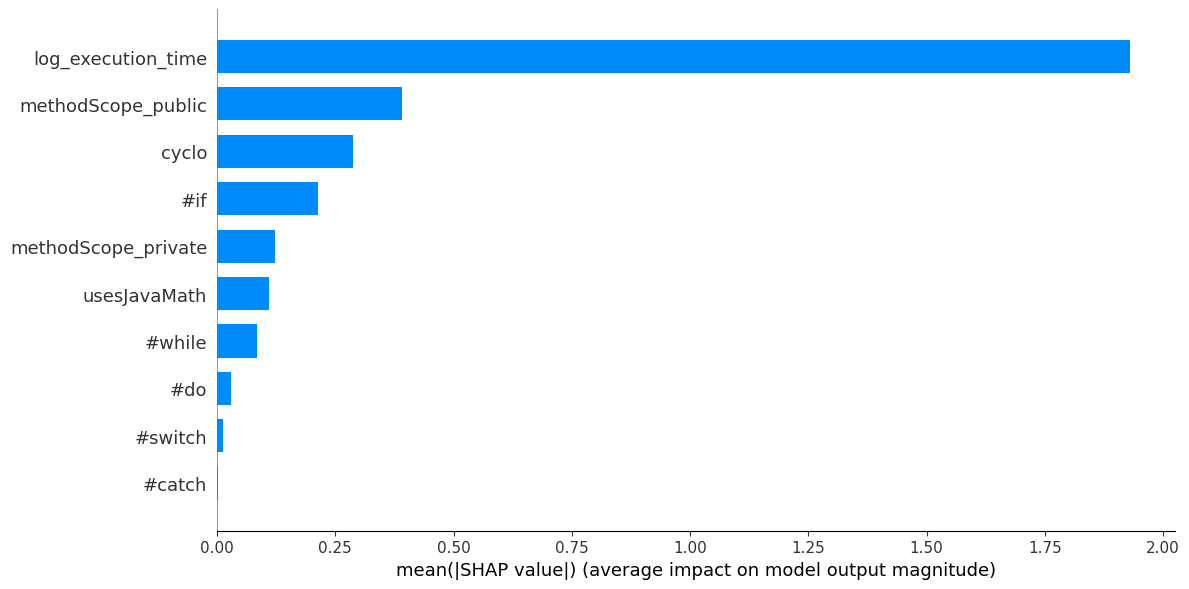 log_execution_time
methodScope_public
cyclo
#if
methodScope_private
usesJavaMath
#while
#do
#switch
#catch
0.00 0.25 0.50 0.75 1.00 1.25 1.50 1.75 2.00
mean(|SHAP value|) (average impact on model output magnitude)